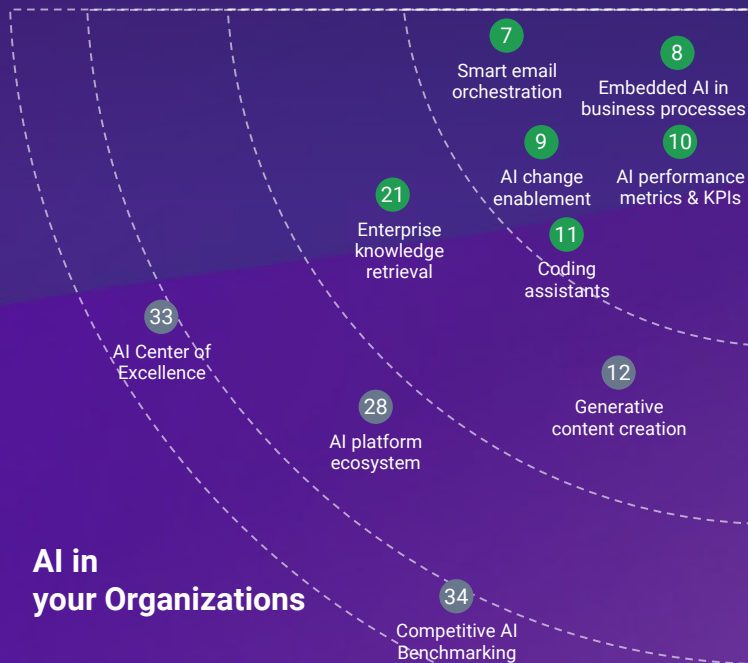 7
Smart email
orchestration
8
Embedded AI in
business processes
9
AI change
enablement
10
AI performance
metrics & KPIs
21
Enterprise
knowledge
retrieval
11
Coding
assistants
33
AI Center of
Excellence
12
Generative
content creation
28
AI platform
ecosystem
AI in
your Organizations
34
Competitive AI
Benchmarking